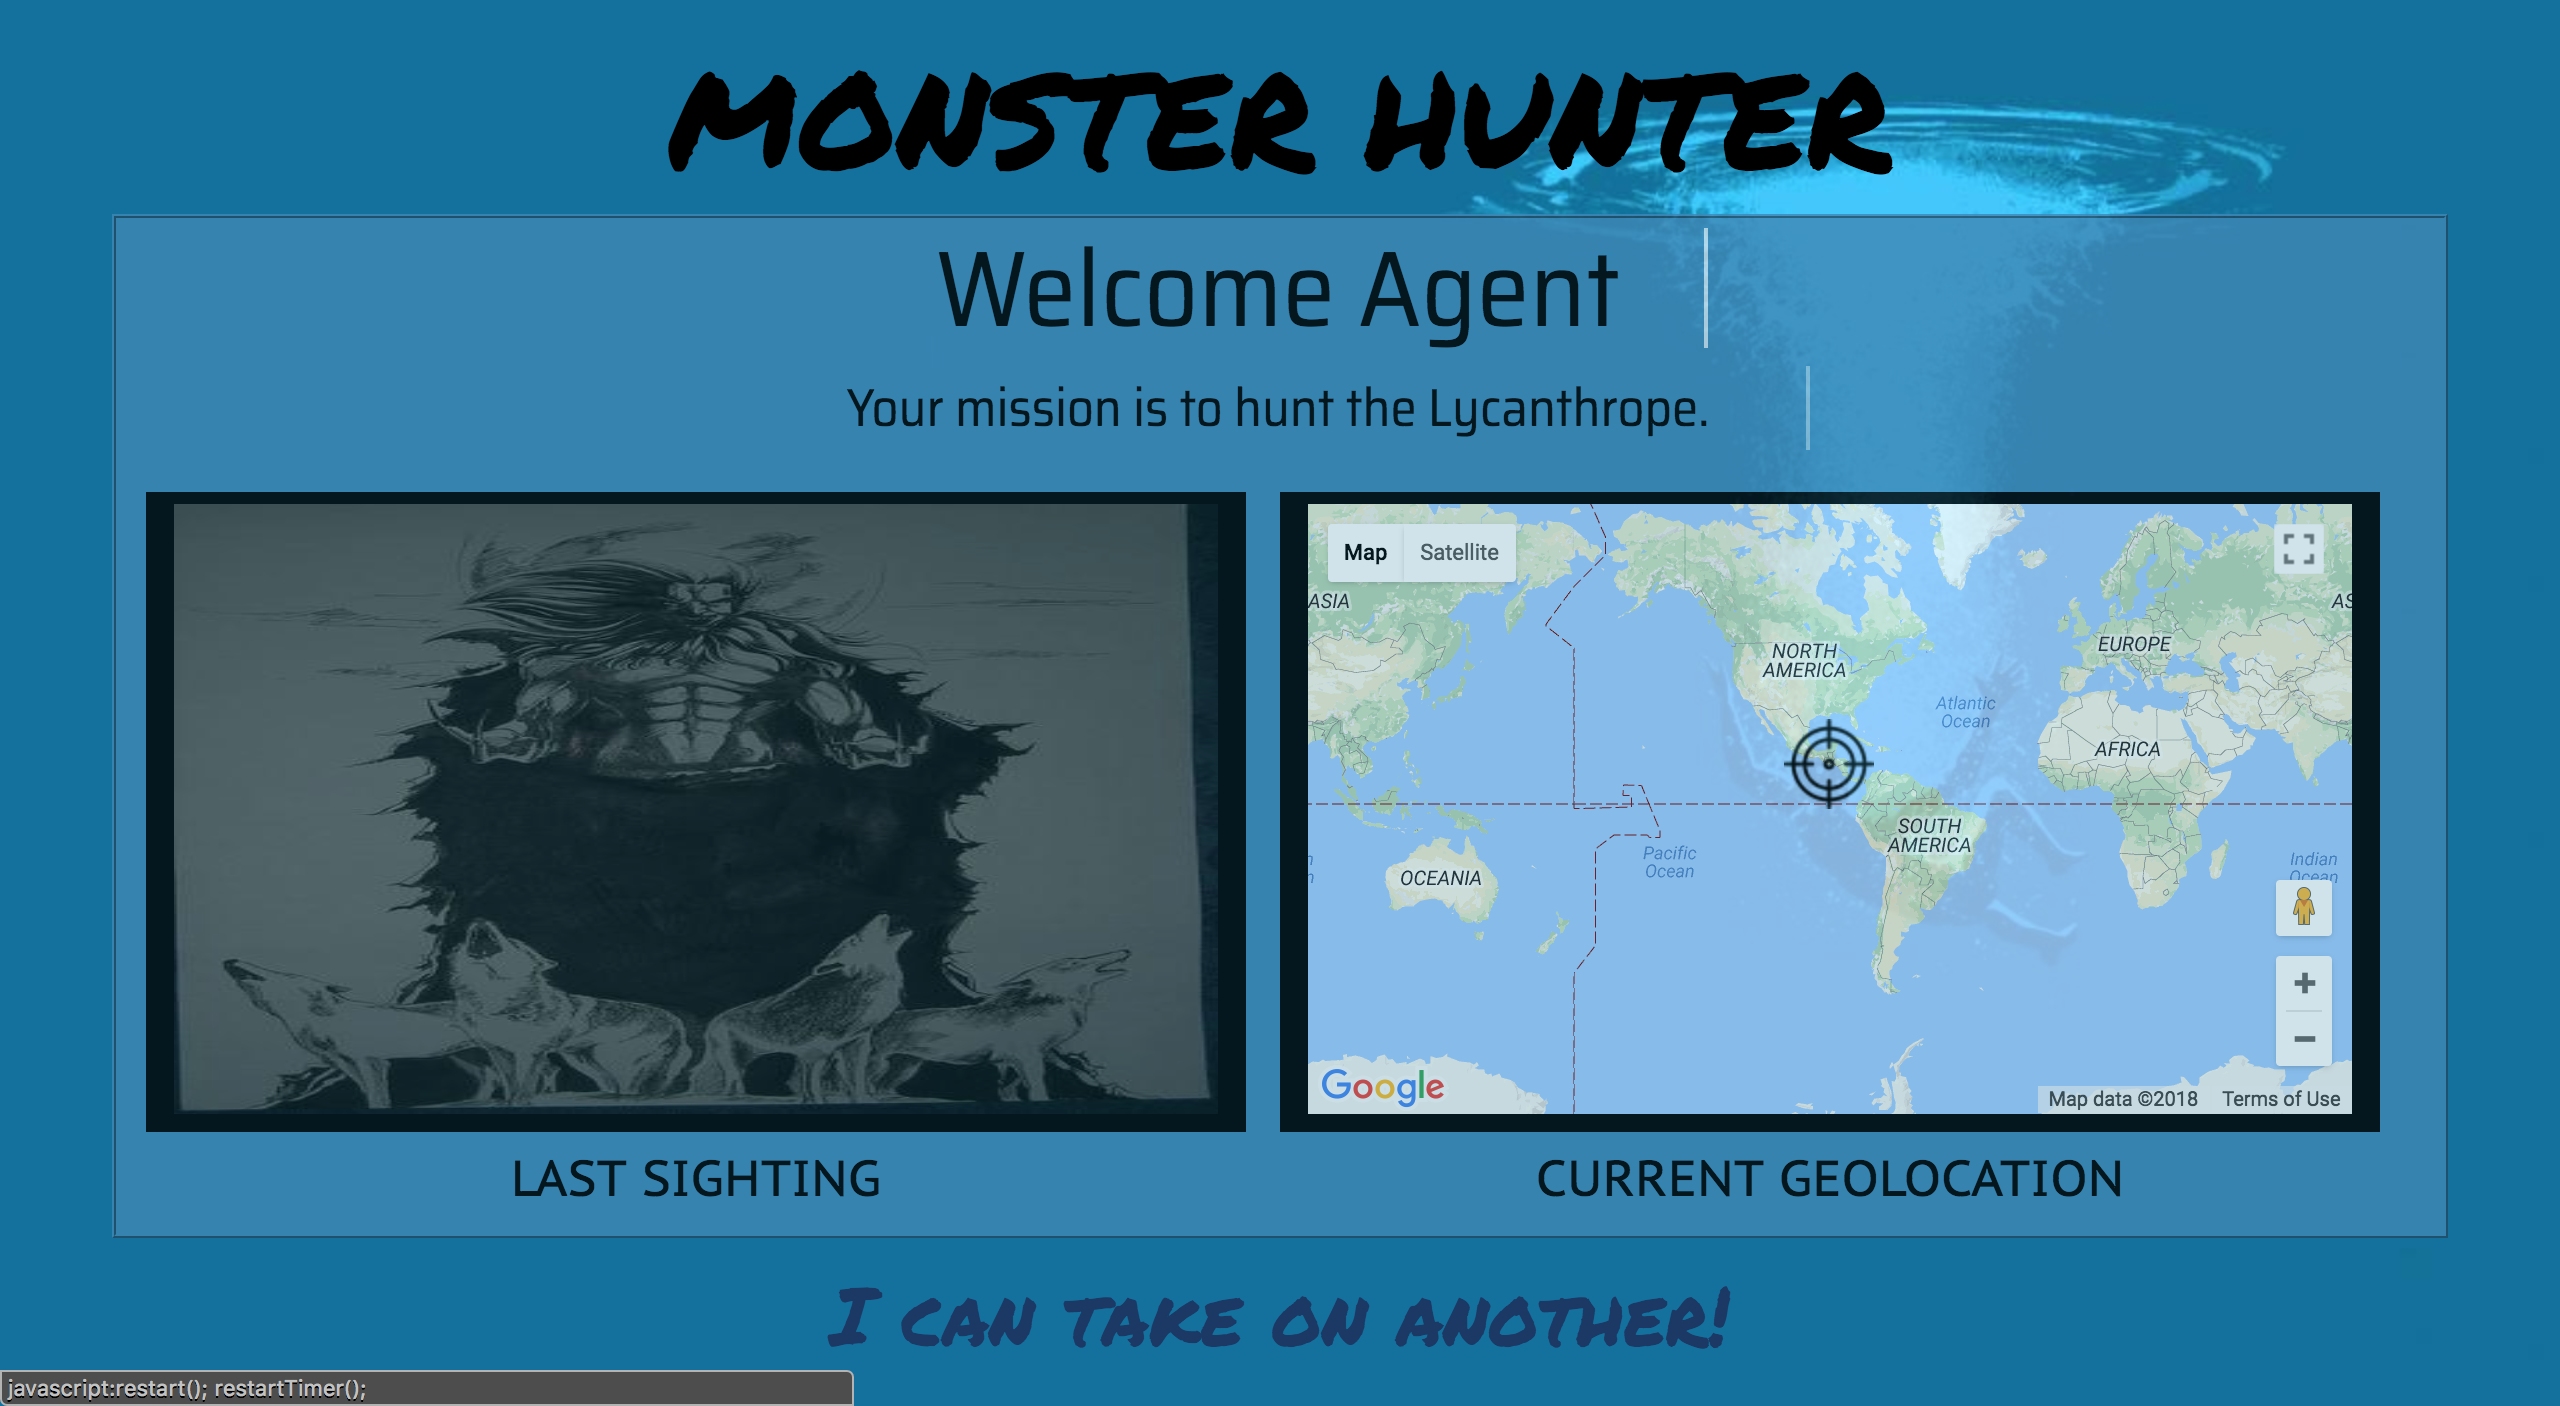 MONSTER HUNTER
Welcome Agent
Your mission is to hunt the Lycanthrope.
Map
Satellite
ASIA
AS
NORTH
AMERICA
EUROPE
Atlantic
Ocean
AFRICA
SOUTH
AMERICA
Pacific
Ocean
OCEANIA
Indian
Ocean
Google
Map data ©2018
Terms of Use
LAST SIGHTING
CURRENT GEOLOCATION
I CAN TAKE ON ANOTHER!
javascript:restart(); restartTimer();